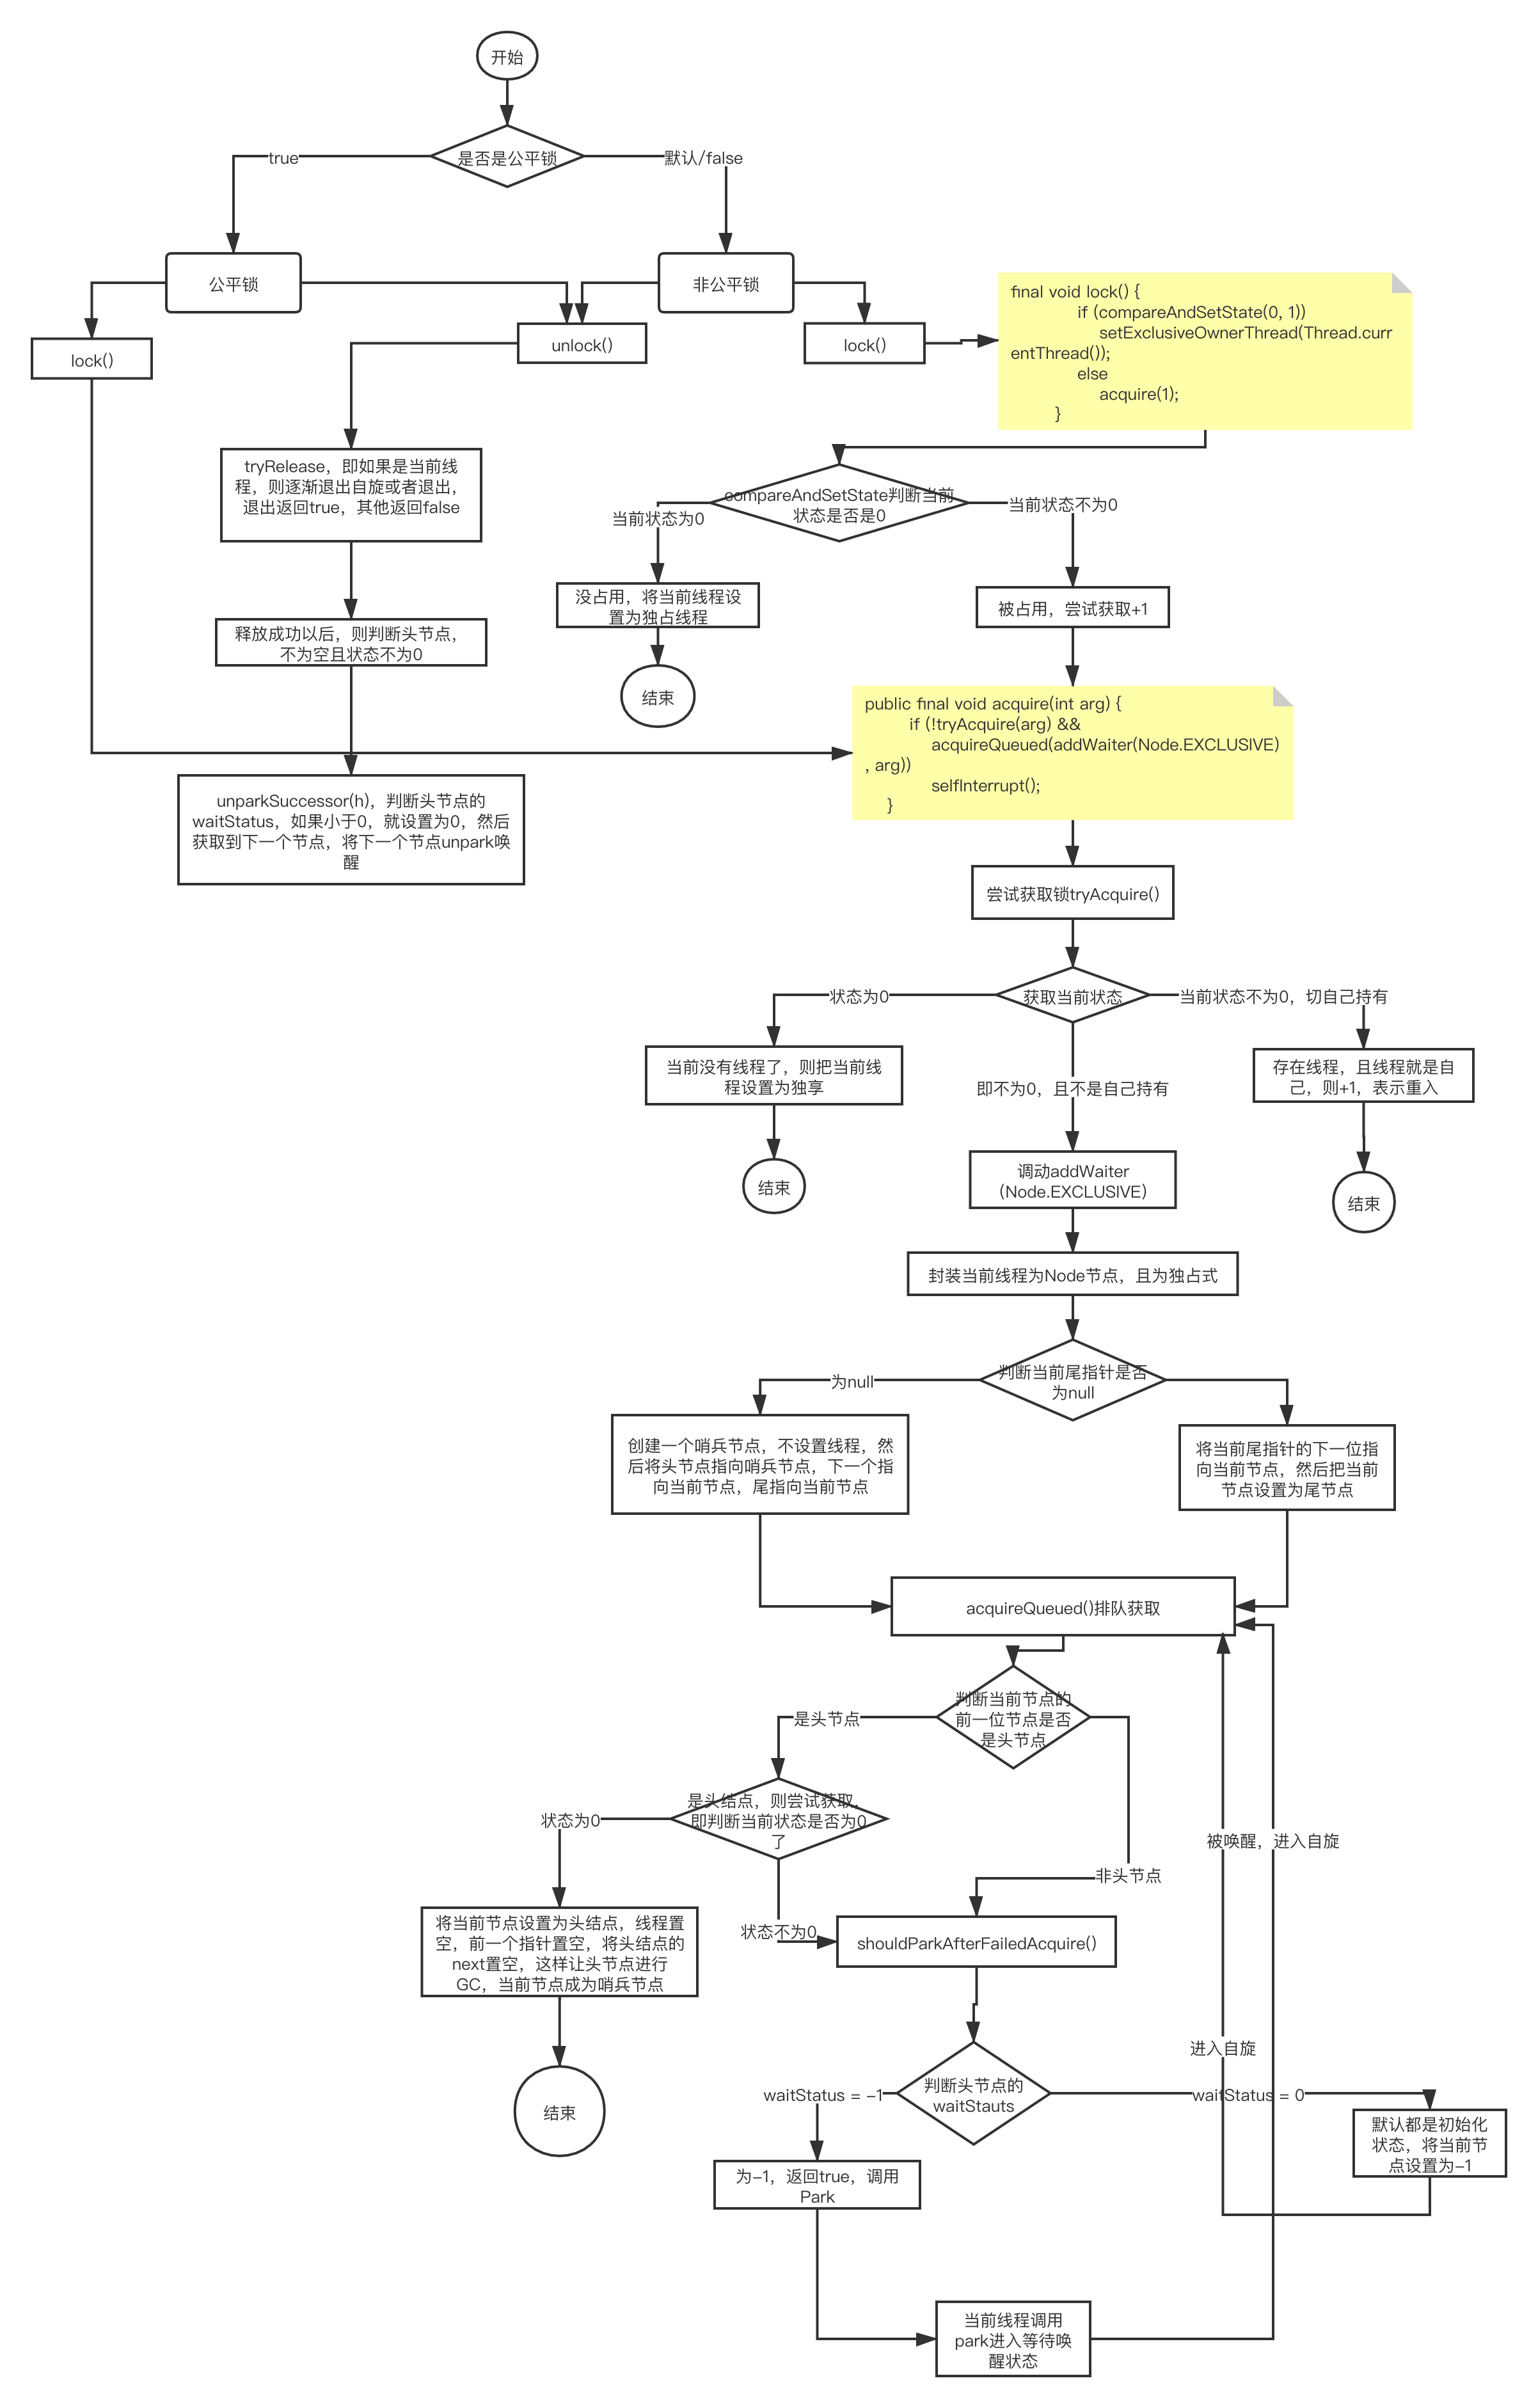 开始
是否是公平锁
true
默认/false
公平锁
非公平锁
lock()
unlock()
lock()
final void lock() {
if (compareAndSetState(0, 1))
setExclusiveOwnerThread(Thread.curr
entThread());
else
acquire(1);
}
tryRelease，即如果是当前线
程，则逐渐退出自旋或者退出，
退出返回true，其他返回false
compareAndSetState判断当前
状态是否是0
当前状态为0
当前状态不为0
没占用，将当前线程设
置为独占线程
被占用，尝试获取+1
释放成功以后，则判断头节点，
不为空且状态不为0
结束
public final void acquire(int arg) {
if (!tryAcquire(arg) &&
acquireQueued(addWaiter(Node.EXCLUSIVE)
, arg))
selfInterrupt();
}
unparkSuccessor(h)，判断头节点的
waitStatus，如果小于0，就设置为0，然后
获取到下一个节点，将下一个节点unpark唤
醒
尝试获取锁tryAcquire()
获取当前状态
状态为0
当前状态不为0，切自己持有
当前没有线程了，则把当前线
程设置为独享
即不为0，且不是自己持有
存在线程，且线程就是自
己，则+1，表示重入
结束
调动addWaiter
(Node.EXCLUSIVE)
结束
封装当前线程为Node节点，且为独占式
判断当前尾指针是否
为null
为null
创建一个哨兵节点，不设置线程，然
后将头节点指向哨兵节点，下一个指
向当前节点，尾指向当前节点
将当前尾指针的下一位指
向当前节点，然后把当前
节点设置为尾节点
acquireQueued()排队获取
判断当前节点的
前一位节点是否
是头节点
是头节点
是头结点，则尝试获取，
即判断当前状态是否为0
了
状态为0
被唤醒，进入自旋
非头节点
状态不为0
将当前节点设置为头结点，线程置
空，前一个指针置空，将头结点的
next置空，这样让头节点进行
GC，当前节点成为哨兵节点
shouldParkAfterFailedAcquire()
进入自旋
判断头节点的
waitStauts
waitStatus = -1
waitStatus = 0
结束
默认都是初始化
状态，将当前节
点设置为-1
为-1，返回true，调用
Park
当前线程调用
park进入等待唤
醒状态